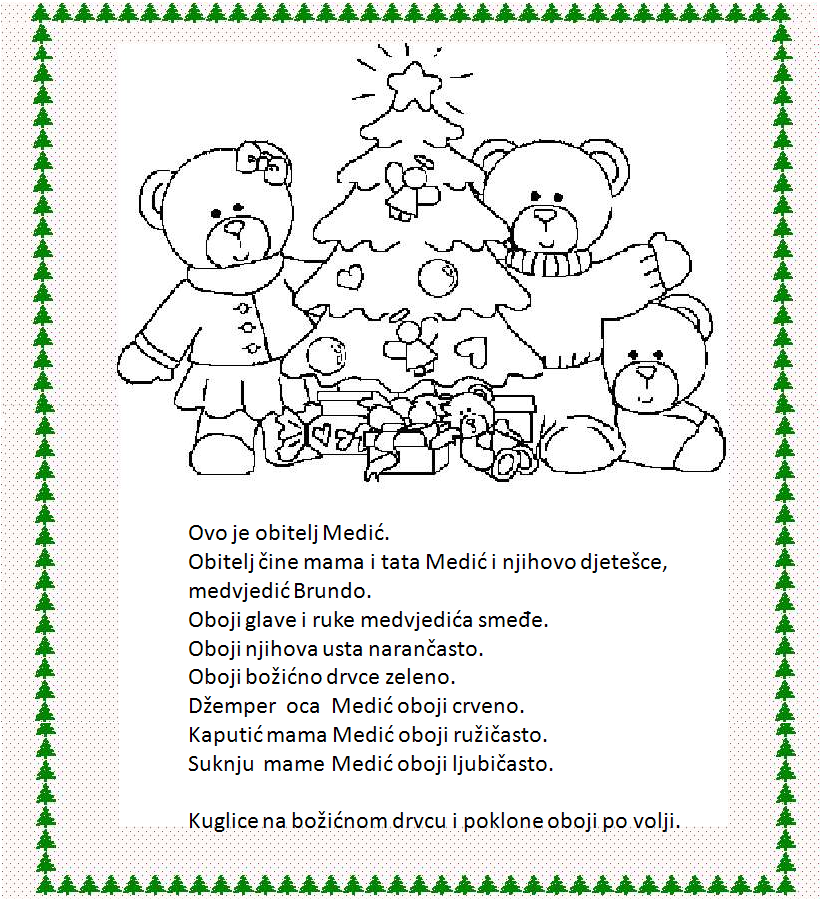 Ovo je obitelj Medić.
Obitelj čine mama i tata Medić i njihovo djetešce,
medvjedić Brundo.
Oboji glave i ruke medvjedića smeđe.
Oboji njihova usta narančasto.
Oboji božićno drvce zeleno.
Džemper oca Medić oboji crveno.
Kaputić mama Medić oboji ružičasto.
Suknju mame Medić oboji ljubičasto.
Kuglice na božićnom drvcu i poklone oboji po volji.